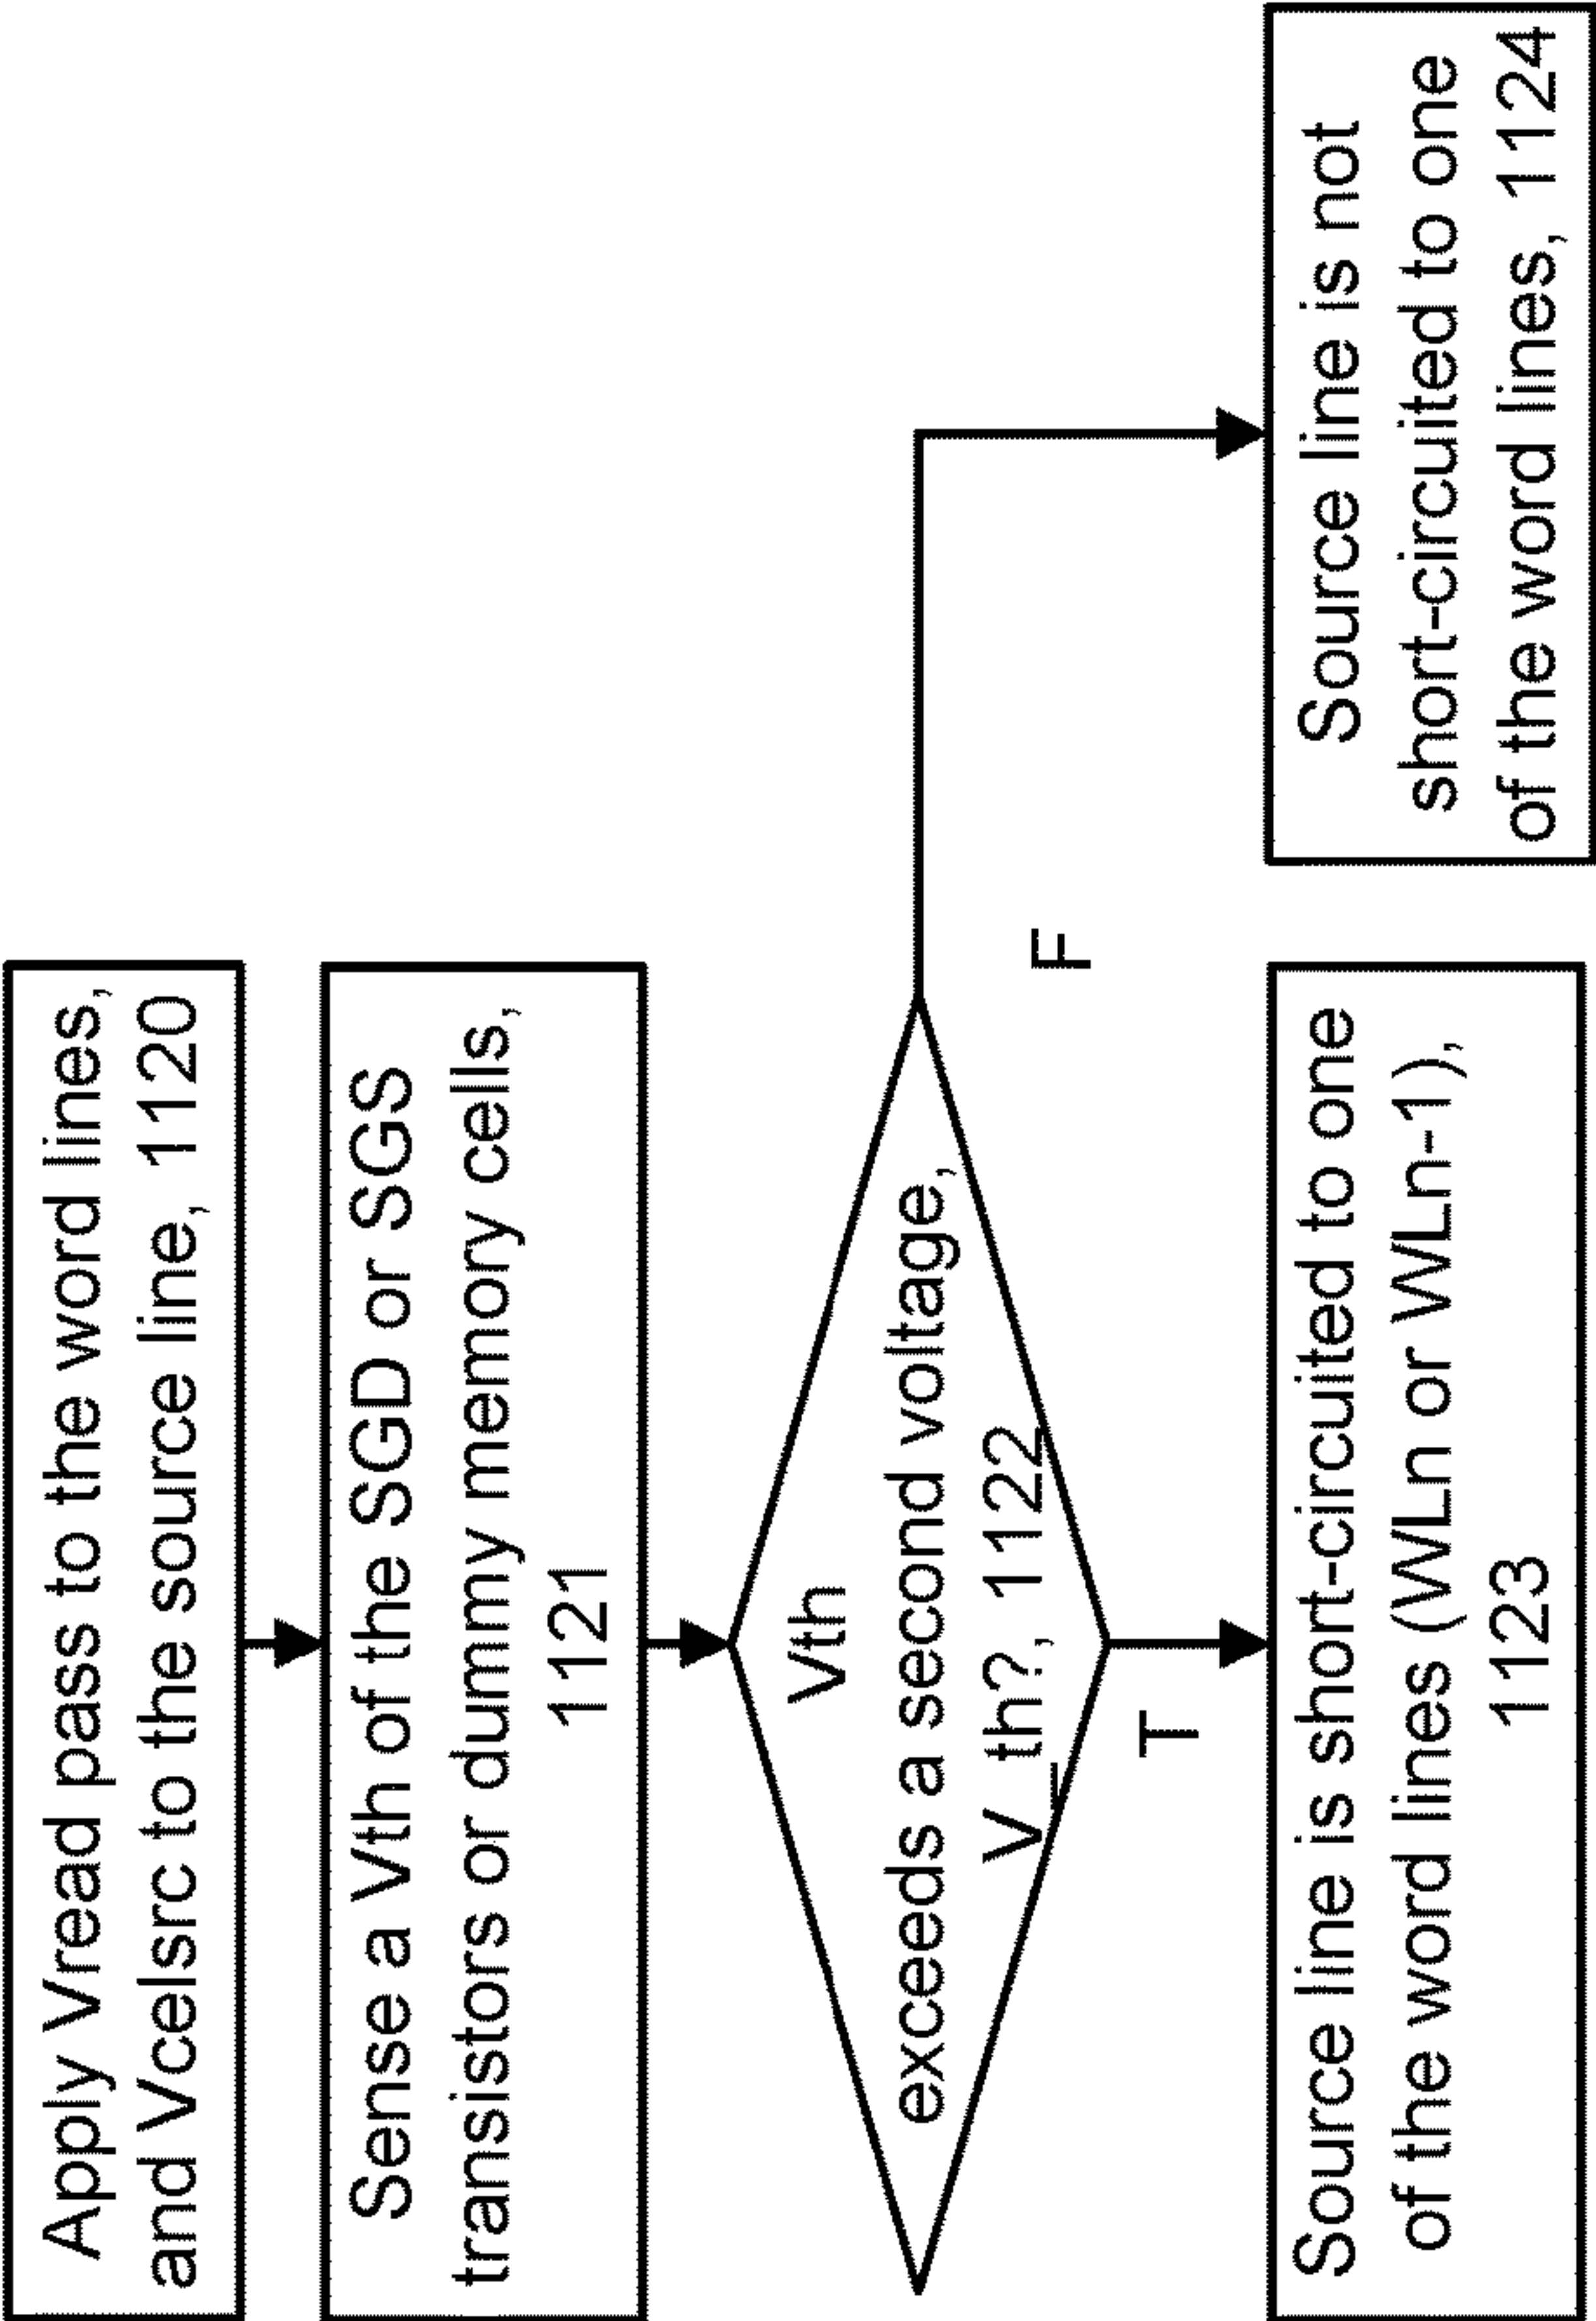 Apply Vread pass to the word lines,
and Vcelsrc to the source line, 1120
Sense a Vth of the SGD or SGS
transistors or dummy memory cells,
1121
Vth
exceeds a second voltage,
V_th?, 1122
F
T
Source line is short-circuited to one
of the word lines (WLn or WLn-1),
1123
Source line is not
short-circuited to one
of the word lines, 1124